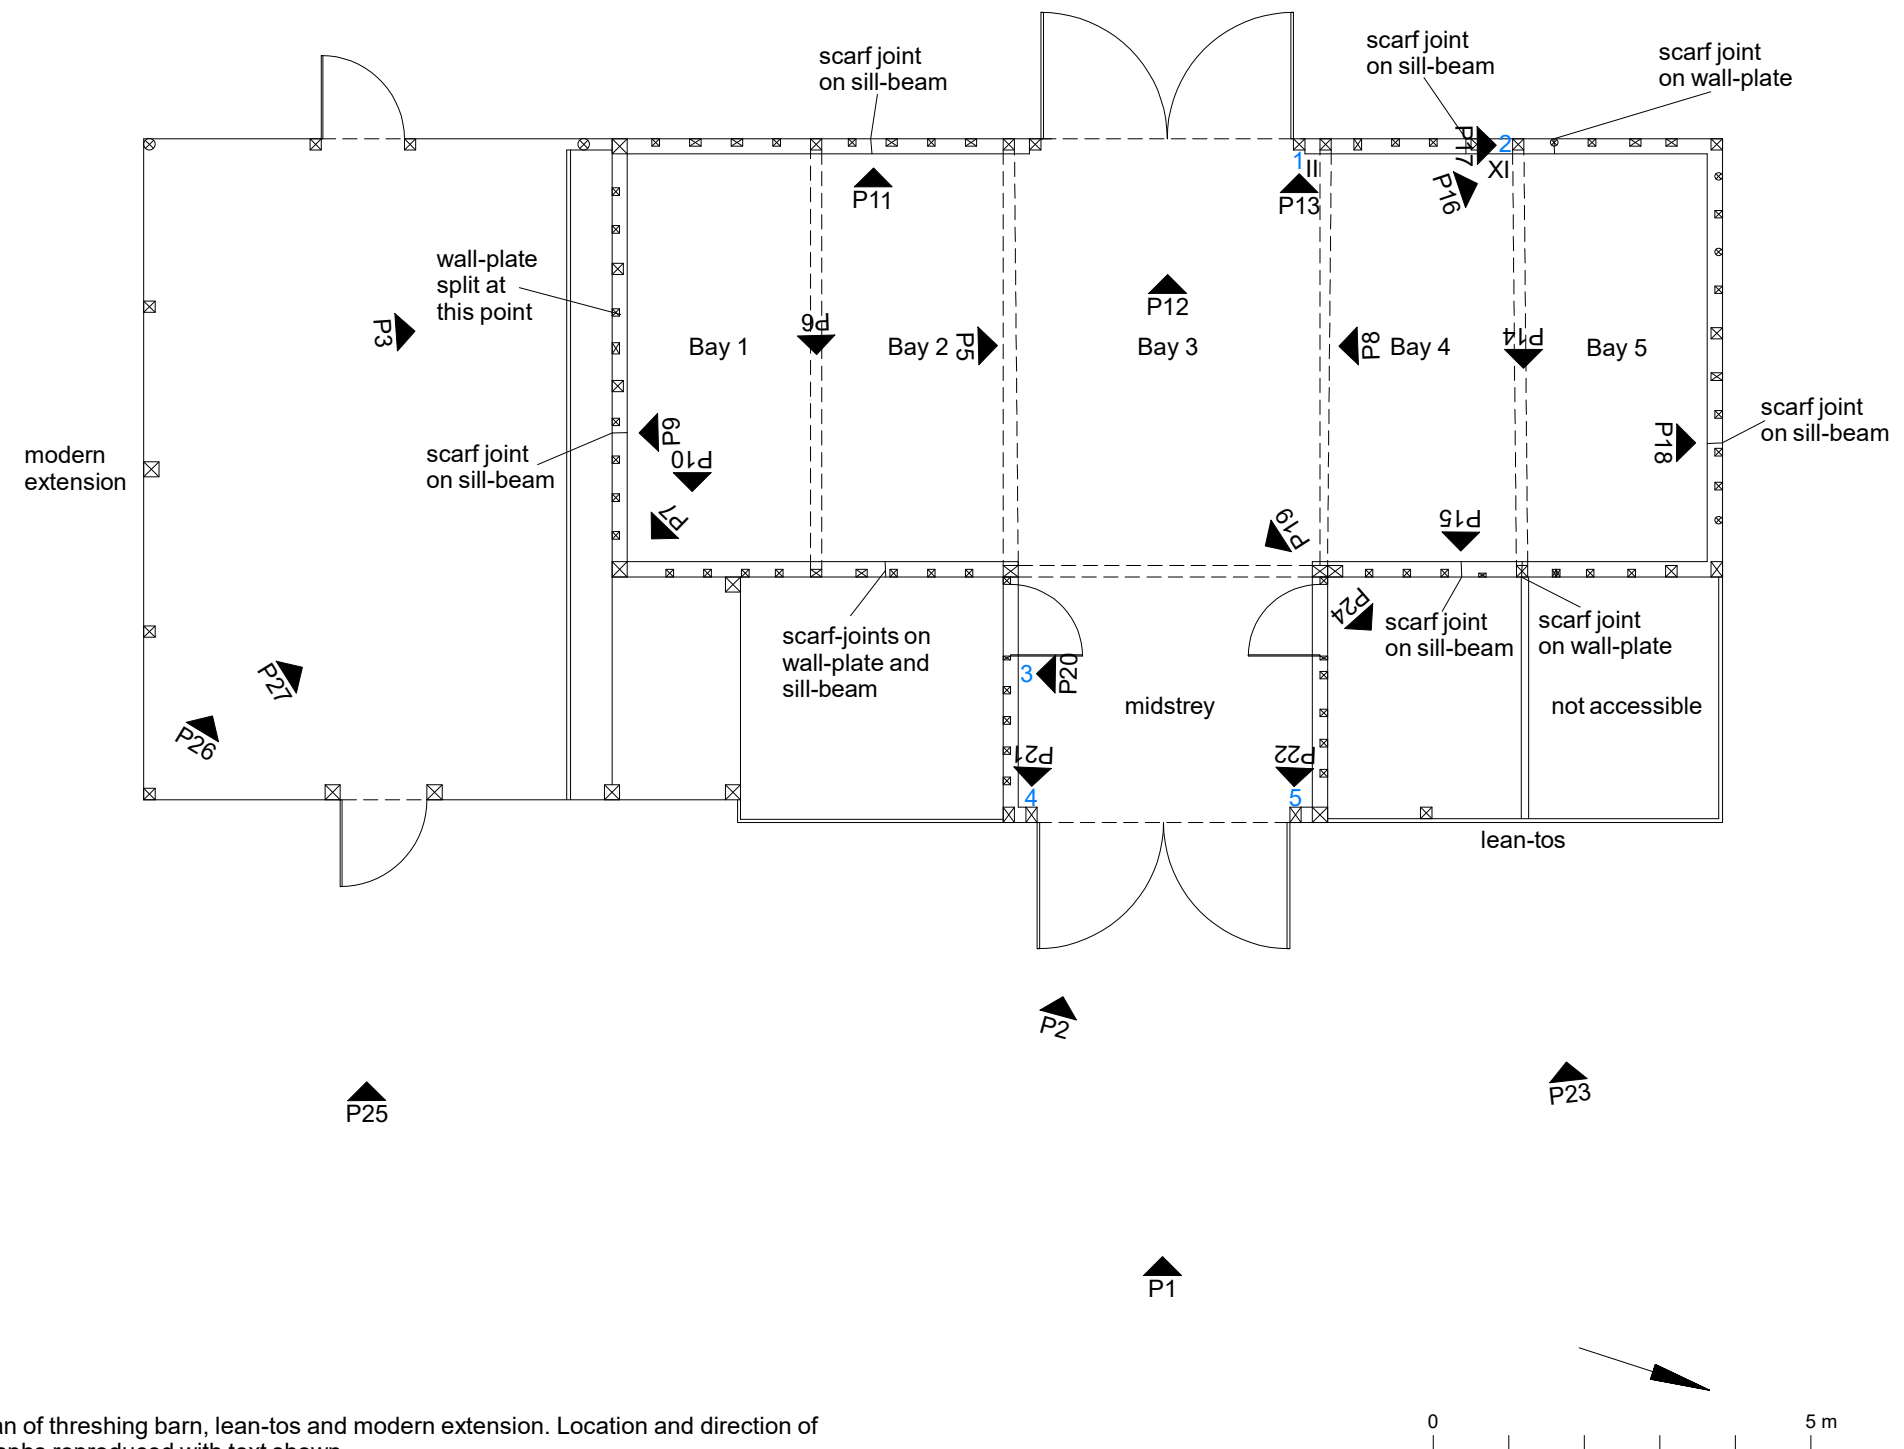 scarf joint
on sill-beam
scarf joint
on sill-beam
scarf joint
on wall-plate
P17
2
1
II
XI
P11
P13
P16
wall-plate
split at
this point
P3
P6
P12
Bay 1
Bay 2
P5
Bay 3
P8
Bay 4
P14
Bay 5
modern
extension
scarf joint
on sill-beam
P9
P10
P7
P18
scarf joint
on sill-beam
P15
P19
scarf-joints on
wall-plate and
sill-beam
P24
scarf joint
on sill-beam
scarf joint
on wall-plate
3
P20
midstrey
not accessible
P27
P26
P21
P22
4
5
lean-tos
P2
P25
P23
P1
of threshing barn, lean-tos and modern extension. Location and direction of
reproduced with text shown
0
5 m